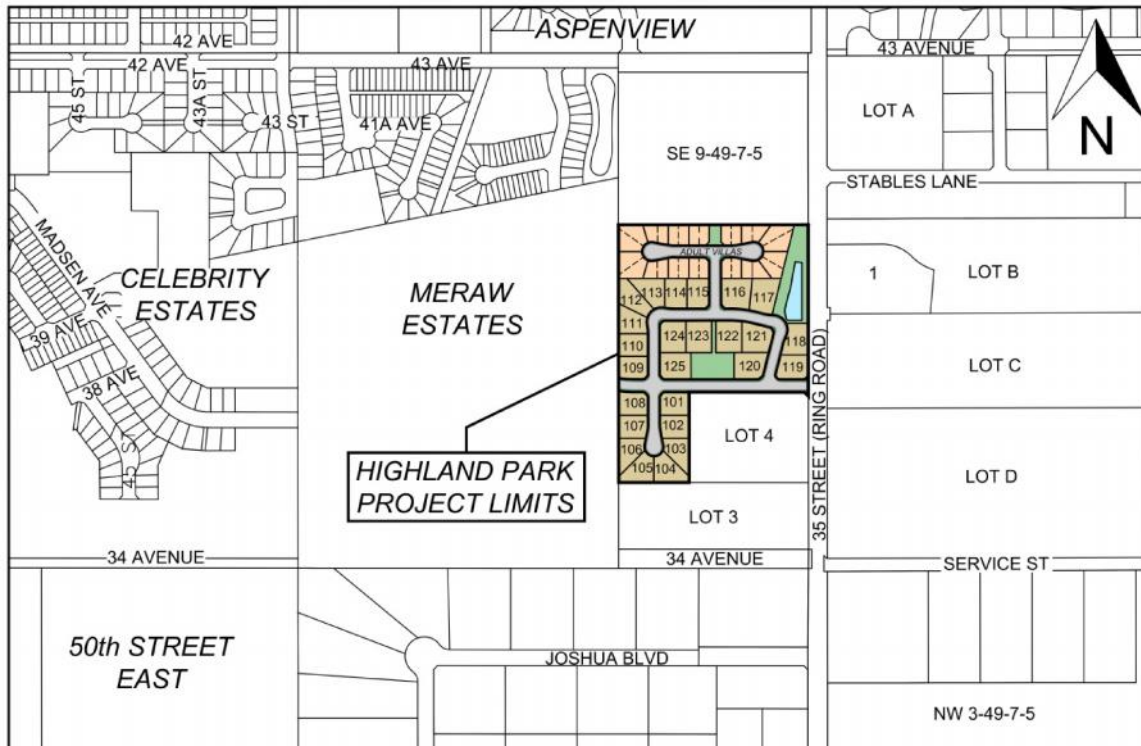 ASPENVIEW
42 AVE
43 AVENUE
42 AVE
43 AVE
45 ST
43A ST
43 ST
41A AVE
LOT A
N
SE 9-49-7-5
STABLES LANE
MADSEN AVE
CELEBRITY
ESTATES
MERAW
ESTATES
ADULT VILLAS
1
LOT B
112
113
114
115
116
117
111
110
109
124
123
122
121
118
125
120
119
39 AVE
38 AVE
45 ST
LOT C
108
101
107
102
106
103
105
104
LOT 4
35 STREET (RING ROAD)
HIGHLAND PARK
PROJECT LIMITS
LOT D
LOT 3
34 AVENUE
34 AVENUE
SERVICE ST
50th STREET
EAST
JOSHUA BLVD
NW 3-49-7-5